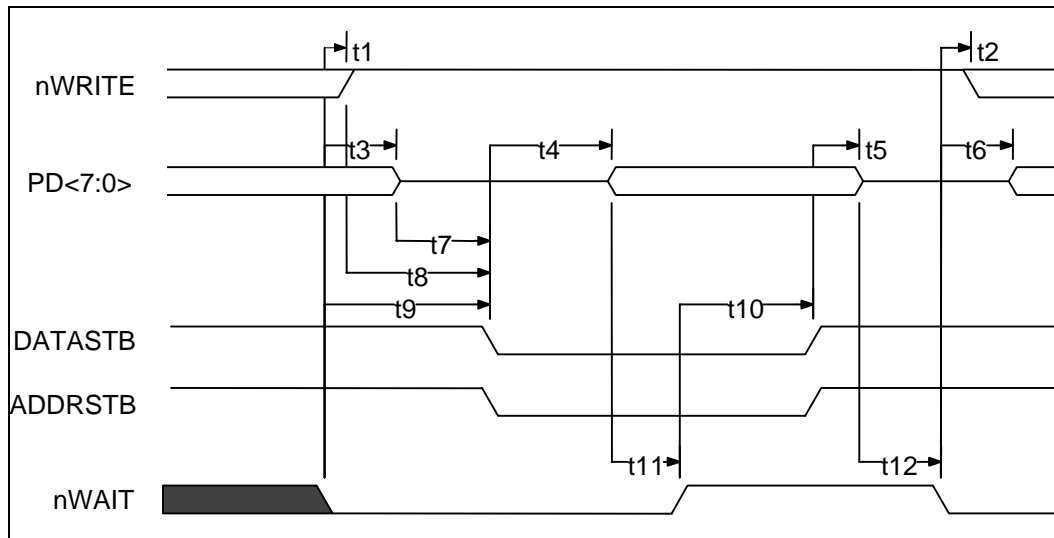 t1 t2
nWRITE
t3 t4 t5 t6
PD<7:0>
t7
t8
t9 t10
DATASTB
ADDRSTB
t11 t12
nWAIT